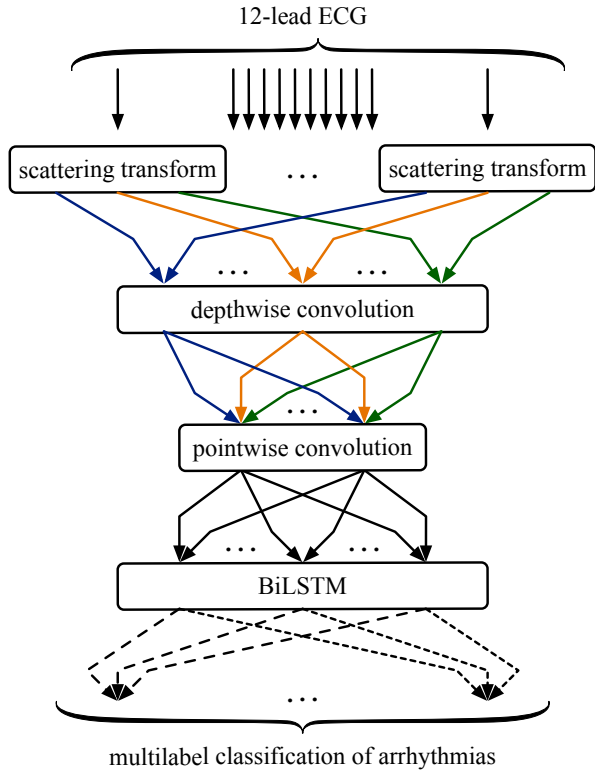 12-lead ECG
scattering transform ... scattering transform
... ...
depthwise convolution
...
pointwise convolution
... ...
BiLSTM
...
multilabel classification of arrhythmias